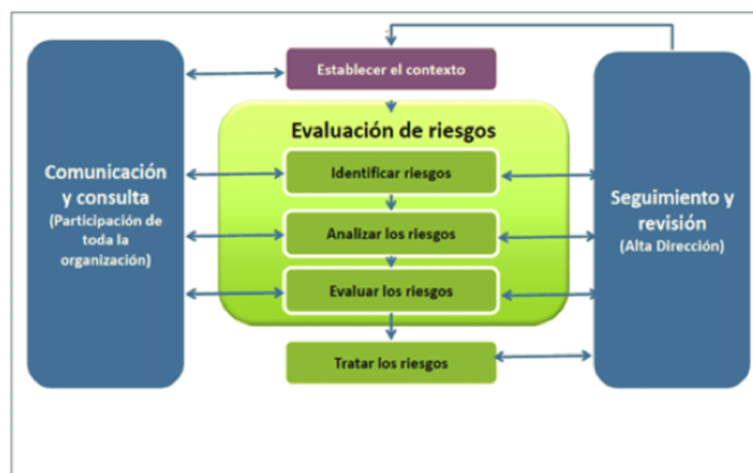 Establecer el contexto
Evaluación de riesgos
Identificar riesgos
Analizar los riesgos
Evaluar los riesgos
Tratar los riesgos
Comunicación
y consulta
(Participación de
toda la
organización)
Seguimiento y
revisión
(Alta Dirección)